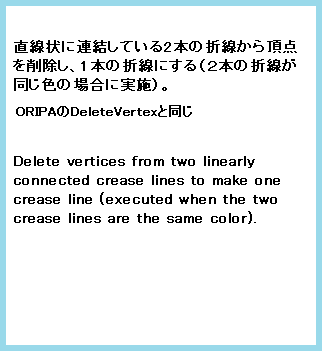 直線状に連結している2本の折線から頂点
を削除し、1本の折線にする（2本の折線が
同じ色の場合に実施）。
ORIPAのDeleteVertexと同じ
Delete vertices from two linearly
connected crease lines to make one
crease line (executed when the two
crease lines are the same color).